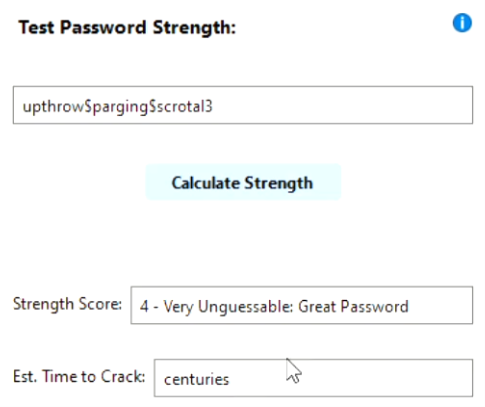 Test Password Strength:
i
upthrow$parging$scrotal3
Calculate Strength
Strength Score: 4 - Very Unguessable: Great Password
Est. Time to Crack: centuries